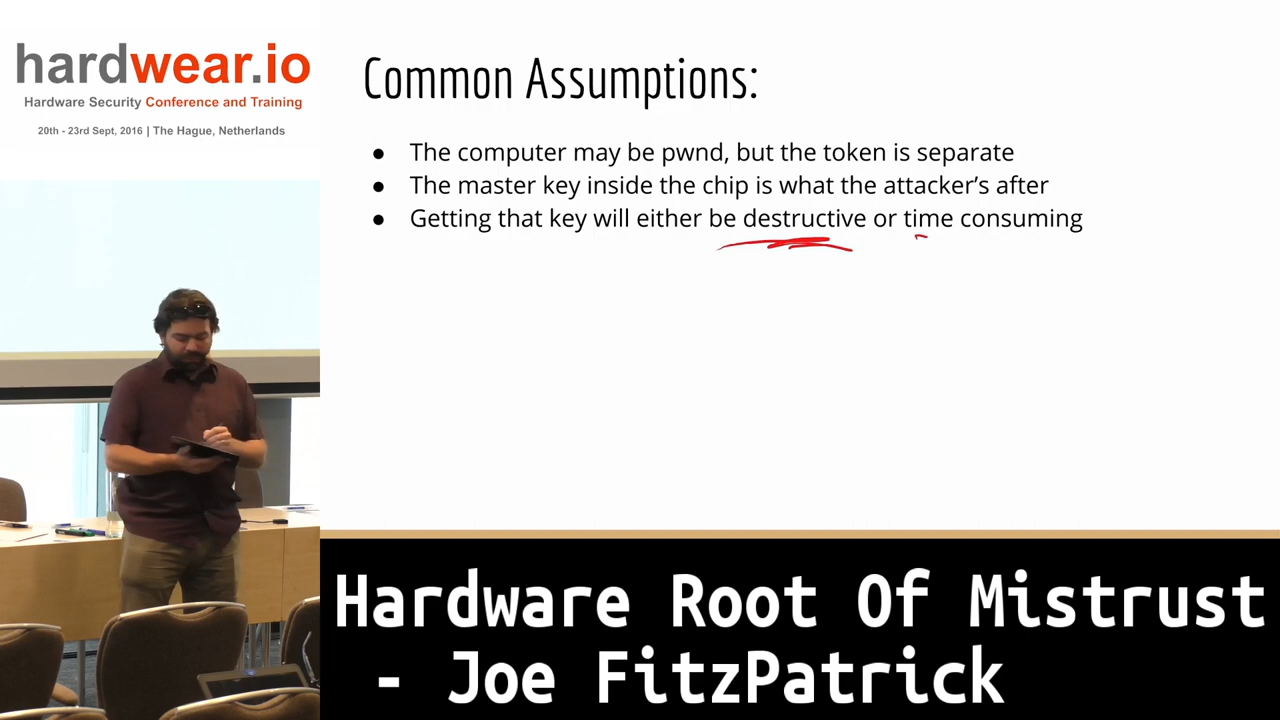 hardwear.io
Hardware Security Conference and Training
20th - 23rd Sept, 2016 | The Hague, Netherlands
Common Assumptions:
● The computer may be pwnd, but the token is separate
● The master key inside the chip is what the attacker's after
● Getting that key will either be destructive or time consuming
Hardware Root Of Mistrust
- Joe FitzPatrick